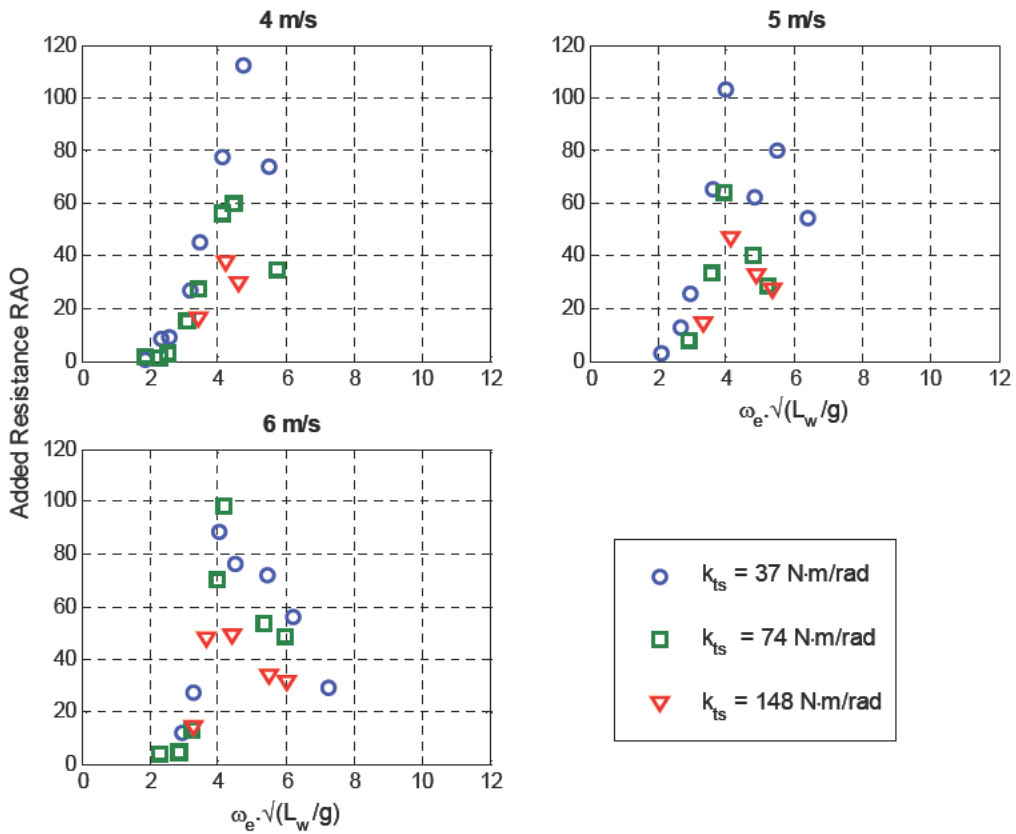 4 m/s
120
100
80
60
40
20
0
0 2 4 6 8 10 12
5 m/s
120
100
80
60
40
20
0
0 2 4 6 8 10 12
ωe.√(Lw/g)
Added Resistance RAO
6 m/s
120
100
80
60
40
20
0
0 2 4 6 8 10 12
ωe.√(Lw/g)
kts = 37 N·m/rad
kts = 74 N·m/rad
kts = 148 N·m/rad